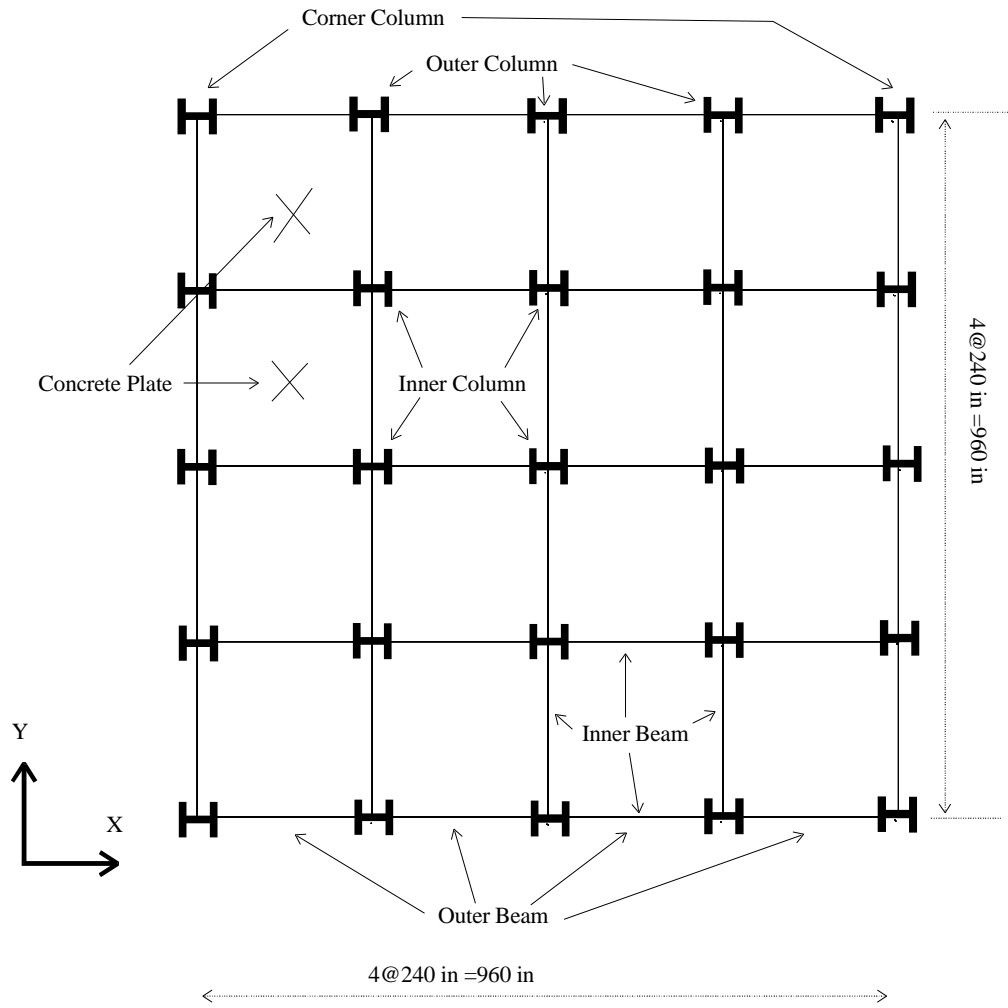 Corner Column
Outer Column
Concrete Plate
Inner Column
4@240 in =960 in
Inner Beam
Y
X
Outer Beam
4@240 in =960 in